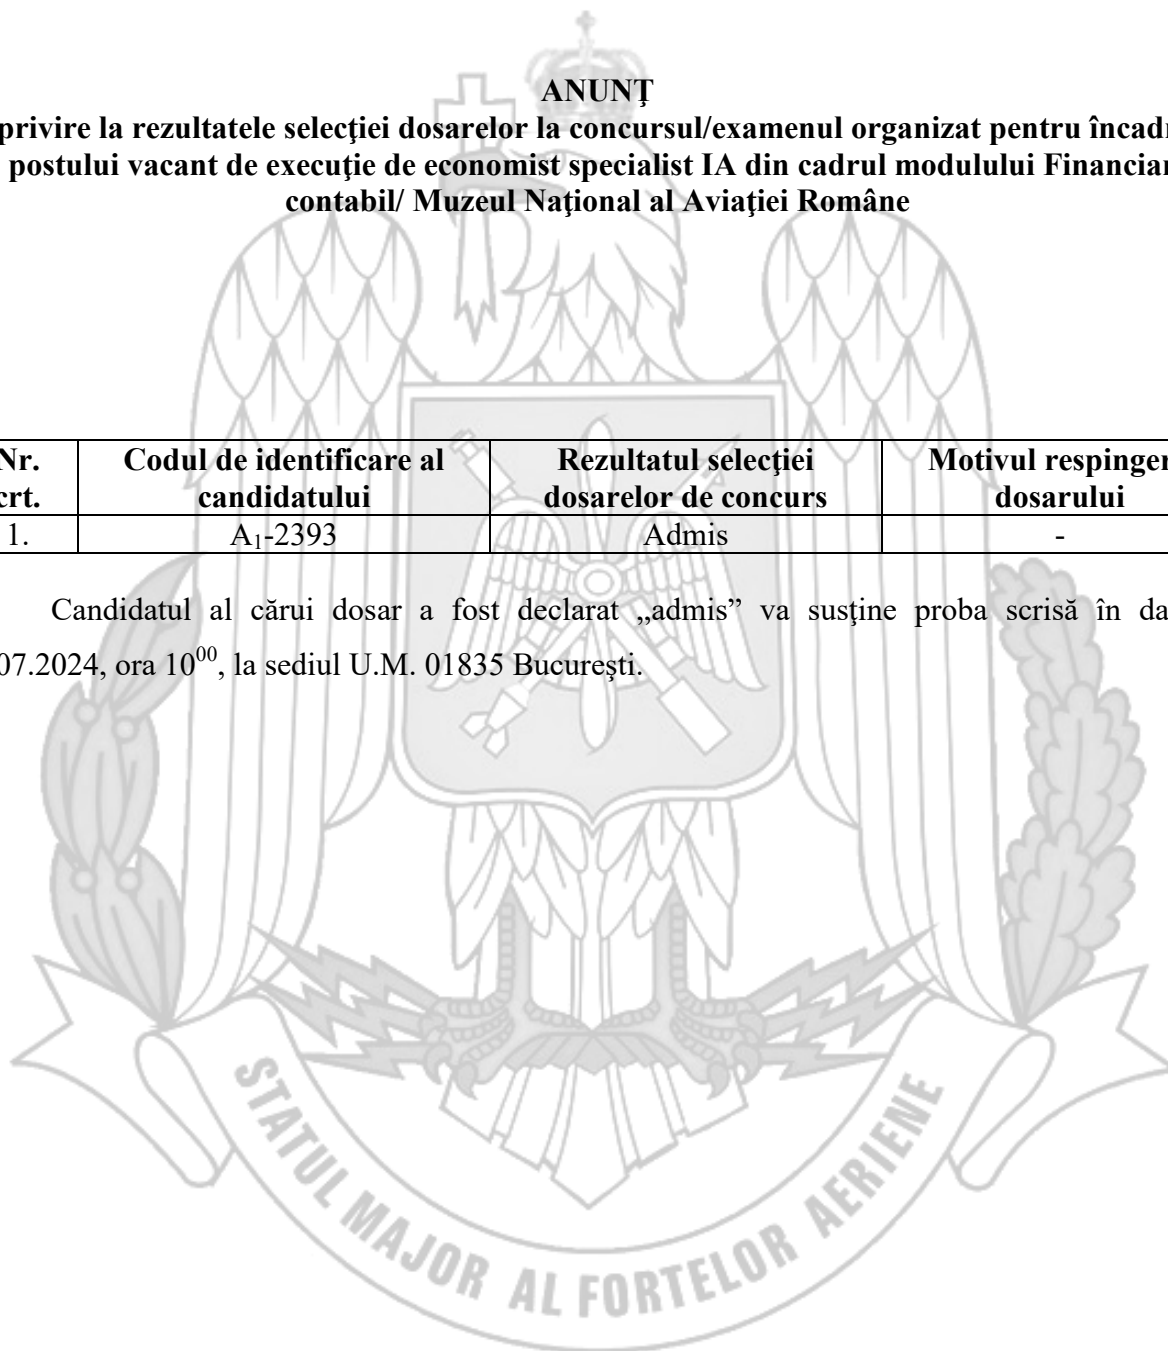 ANUNŢ
privire la rezultatele selecţiei dosarelor la concursul/examenul organizat pentru încadr
postului vacant de execuţie de economist specialist IA din cadrul modulului Financiar
contabil/ Muzeul Naţional al Aviaţiei Române
Nr. crt. Codul de identificare al candidatului Rezultatul selecţiei dosarelor de concurs Motivul respinger dosarului
1. A₁-2393 Admis -
Candidatul al cărui dosar a fost declarat „admis” va susţine proba scrisă în da
07.2024, ora 10⁰⁰, la sediul U.M. 01835 Bucureşti.
STATUL MAJOR AL FORTELOR AERIENE